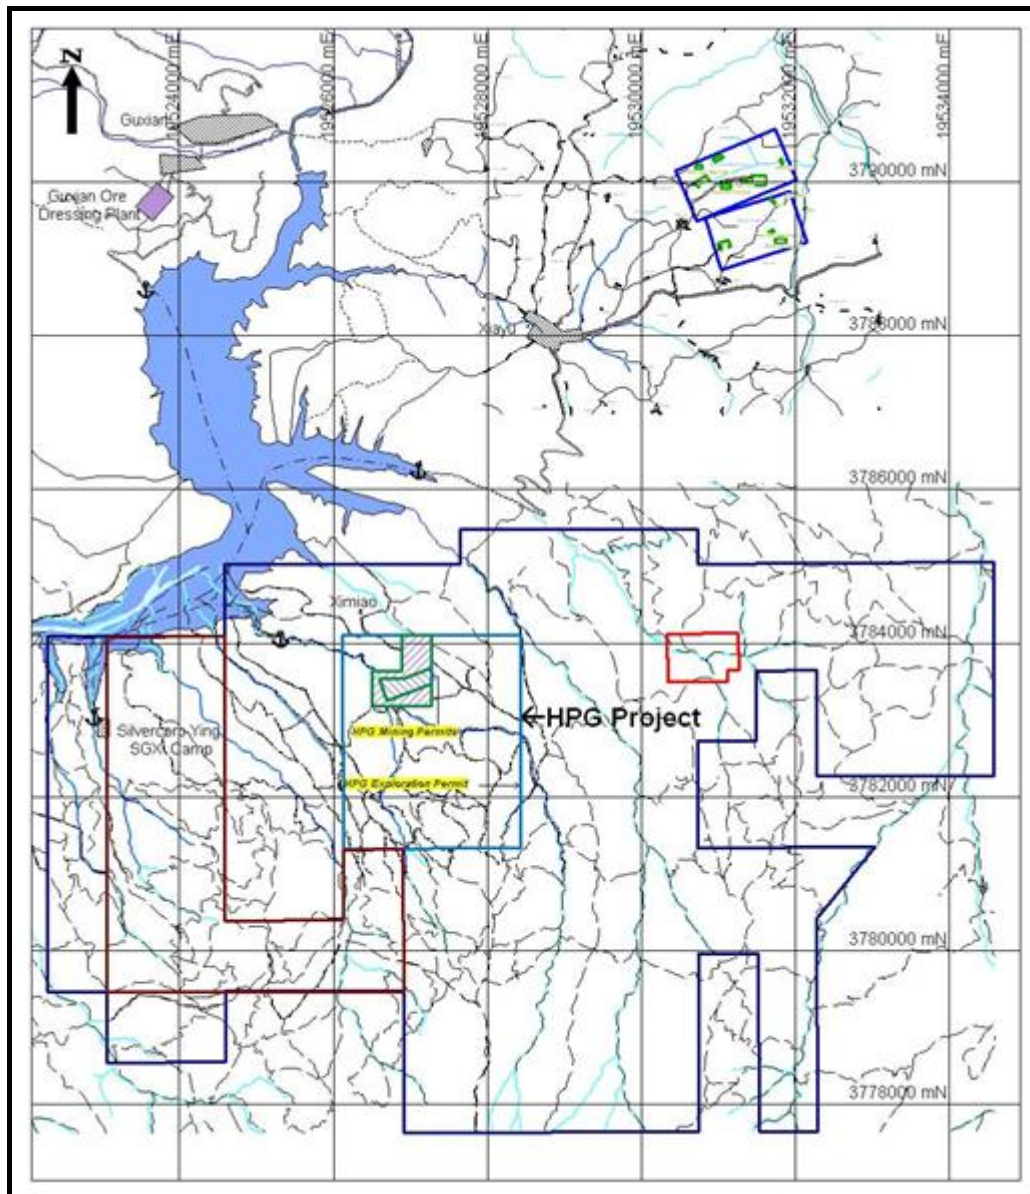 N
19524000 mE
19526000 mE
19528000 mE
19530000 mE
19532000 mE
19534000 mE
Guxian
3790000 mN
Guxian Ore
Dressing Plant
Xiayu
3788000 mN
3786000 mN
Ximiao
3784000 mN
←HPG Project
Silvercorp Ying
SGX Camp
HPG Mining Permits
HPG Exploration Permit
3782000 mN
3780000 mN
3778000 mN